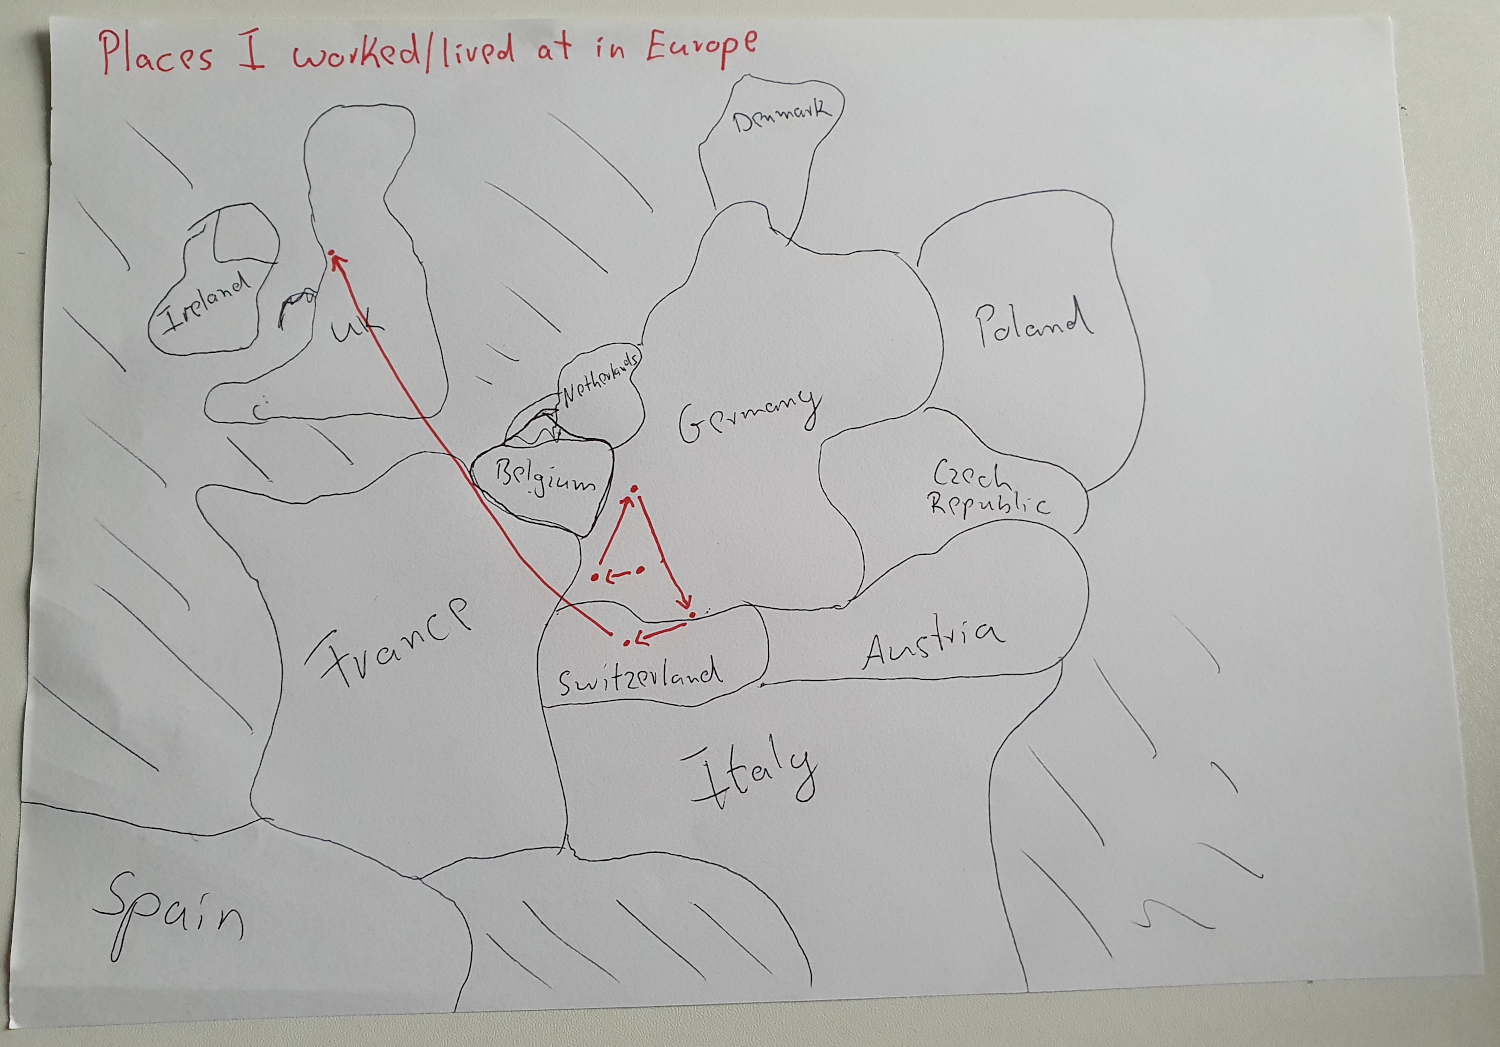 Places I worked/lived at in Europe
Denmark
Ireland
UK
Poland
Netherlands
Germany
Belgium
Czech
Republic
France
Austria
Switzerland
Italy
Spain